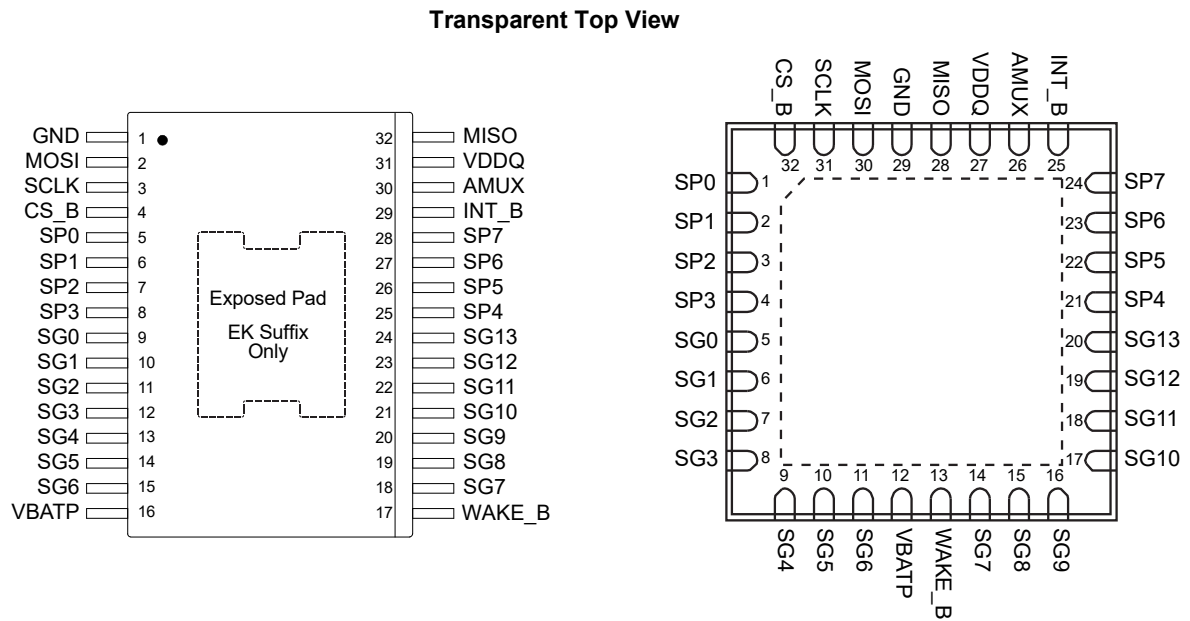 Transparent Top View
GND 1
MOSI 2
SCLK 3
CS_B 4
SP0 5
SP1 6
SP2 7
SP3 8
SG0 9
SG1 10
SG2 11
SG3 12
SG4 13
SG5 14
SG6 15
VBATP 16
Exposed Pad
EK Suffix
Only
32 MISO
31 VDDQ
30 AMUX
29 INT_B
28 SP7
27 SP6
26 SP5
25 SP4
24 SG13
23 SG12
22 SG11
21 SG10
20 SG9
19 SG8
18 SG7
17 WAKE_B
CS_B SCLK MOSI GND MISO VDDQ AMUX INT_B
32 31 30 29 28 27 26 25
SP0 1
SP1 2
SP2 3
SP3 4
SG0 5
SG1 6
SG2 7
SG3 8
24 SP7
23 SP6
22 SP5
21 SP4
20 SG13
19 SG12
18 SG11
17 SG10
9 10 11 12 13 14 15 16
SG4 SG5 SG6 VBATP WAKE_B SG7 SG8 SG9